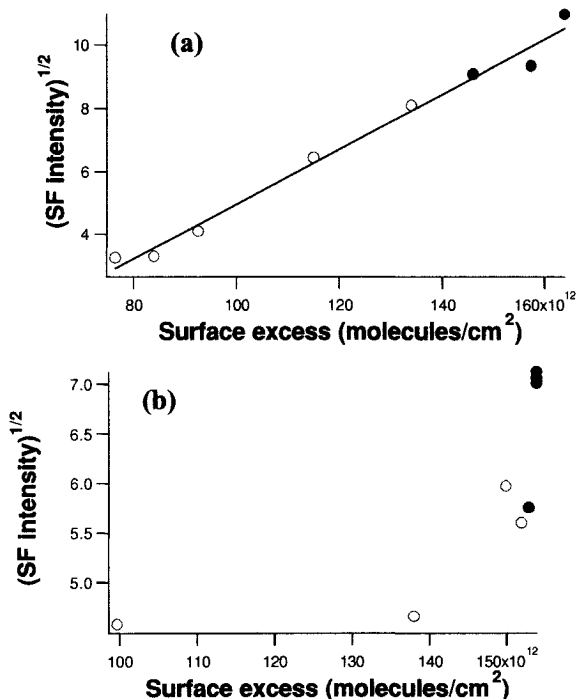 (a)
(SF intensity)^1/2
10
8
6
4
80 100 120 140 160x10^12
Surface excess (molecules/cm^2)
(b)
(SF intensity)^1/2
7.0
6.5
6.0
5.5
5.0
100 110 120 130 140 150x10^12
Surface excess (molecules/cm^2)